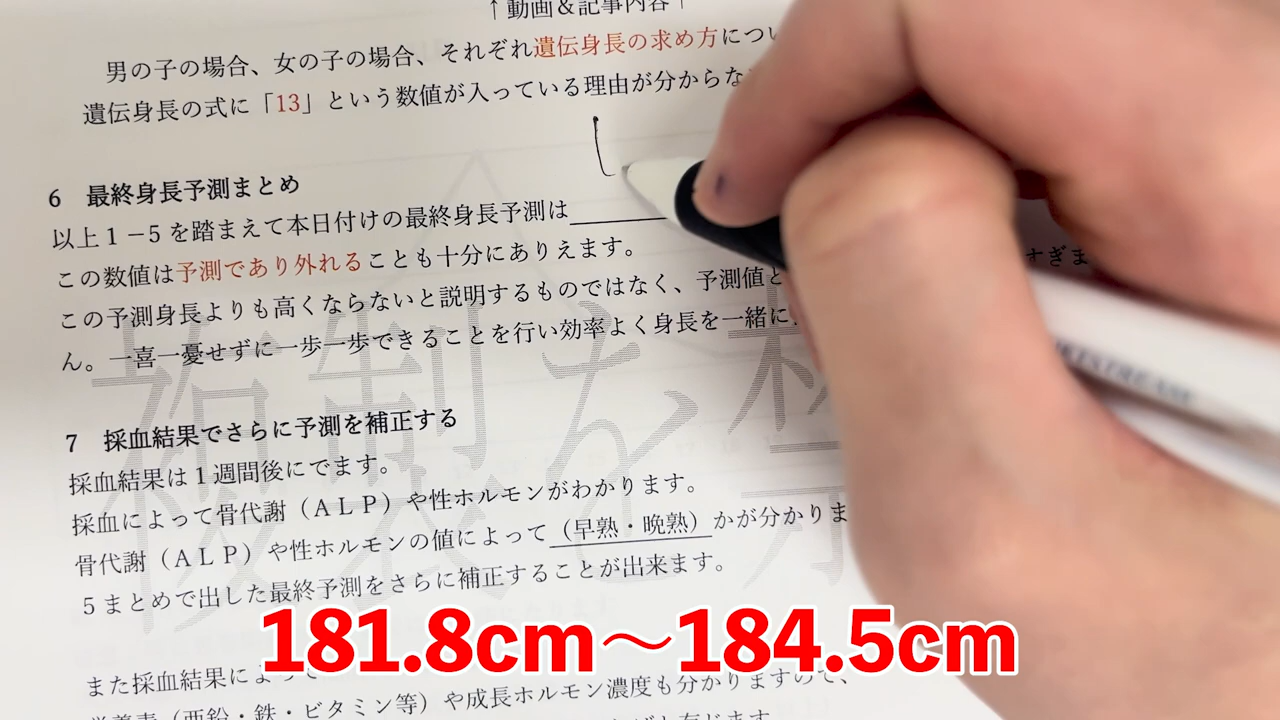 ↑動画＆記事内容↑
男の子の場合、女の子の場合、それぞれ遺伝身長の求め方につい
遺伝身長の式に「13」という数値が入っている理由が分からな
6 最終身長予測まとめ
以上1－5を踏まえて本日付けの最終身長予測は
この数値は予測であり外れることも十分にありえます。
すぎま
この予測身長よりも高くならないと説明するものではなく、予測値と
ん。一喜一憂せずに一歩一歩できることを行い効率よく身長を一緒に
7 採血結果でさらに予測を補正する
採血結果は1週間後にでます。
採血によって骨代謝（ＡＬＰ）や性ホルモンがわかります。
骨代謝（ＡＬＰ）や性ホルモンの値によって（早熟・晩熟）かが分かりま
5まとめで出した最終予測をさらに補正することが出来ます。
181.8cm～184.5cm
また採血結果によって
栄養素（亜鉛・鉄・ビタミン等）や成長ホルモン濃度も分かりますので、
複製を禁